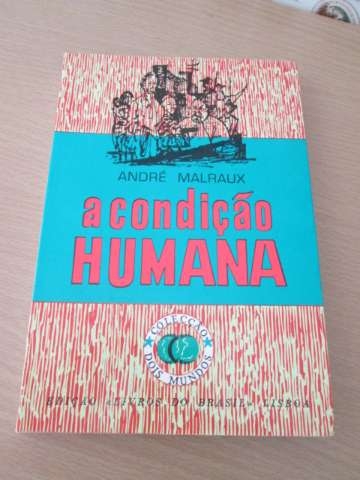 ANDRÉ MALRAUX
a condição
HUMANA
COLECÇÃO
DOIS MUNDOS
EDIÇÃO «LIVROS DO BRASIL» LISBOA